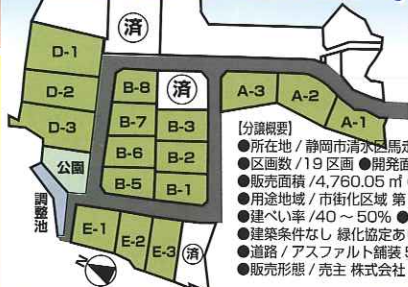 済
D-1
D-2
D-3
公園
調整池
B-8
済
B-7
B-3
B-6
B-2
B-5
B-1
A-3
A-2
A-1
E-1
E-2
E-3
済
N
【分譲概要】
●所在地 / 静岡市清水区馬走
●区画数 / 19 区画 ●開発面
●販売面積 / 4,760.05 ㎡
●用途地域 / 市街化区域 第
●建ぺい率 / 40 ～ 50% ●
●建築条件なし 緑化協定あ
●道路 / アスファルト舗装 5
●販売形態 / 売主 株式会社